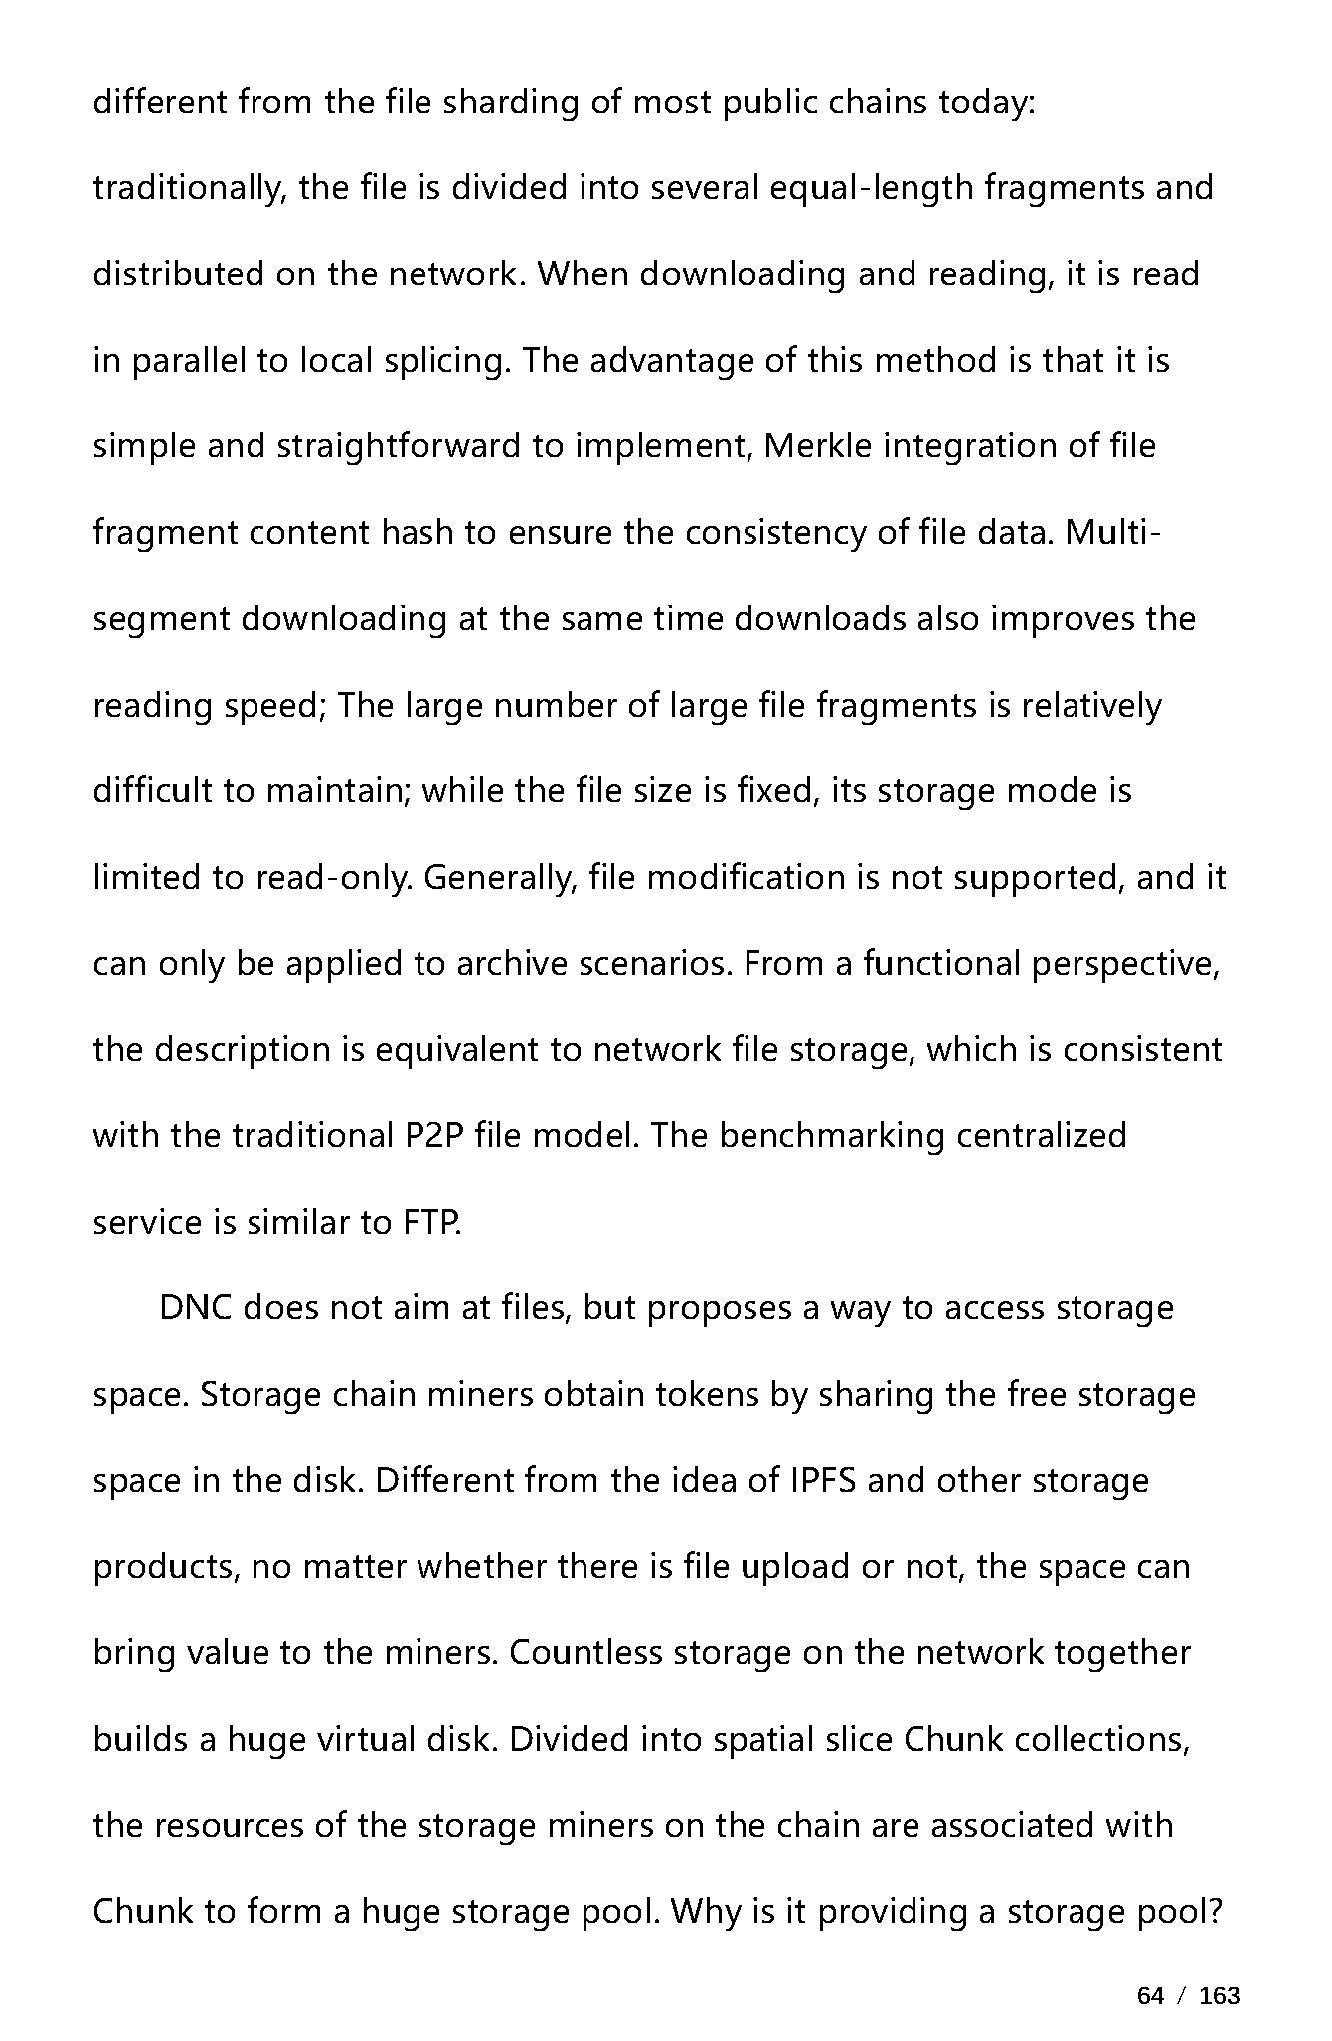 different from the file sharding of most public chains today:
traditionally, the file is divided into several equal-length fragments and
distributed on the network. When downloading and reading, it is read
in parallel to local splicing. The advantage of this method is that it is
simple and straightforward to implement, Merkle integration of file
fragment content hash to ensure the consistency of file data. Multi-
segment downloading at the same time downloads also improves the
reading speed; The large number of large file fragments is relatively
difficult to maintain; while the file size is fixed, its storage mode is
limited to read-only. Generally, file modification is not supported, and it
can only be applied to archive scenarios. From a functional perspective,
the description is equivalent to network file storage, which is consistent
with the traditional P2P file model. The benchmarking centralized
service is similar to FTP.
DNC does not aim at files, but proposes a way to access storage
space. Storage chain miners obtain tokens by sharing the free storage
space in the disk. Different from the idea of IPFS and other storage
products, no matter whether there is file upload or not, the space can
bring value to the miners. Countless storage on the network together
builds a huge virtual disk. Divided into spatial slice Chunk collections,
the resources of the storage miners on the chain are associated with
Chunk to form a huge storage pool. Why is it providing a storage pool?
64 / 163